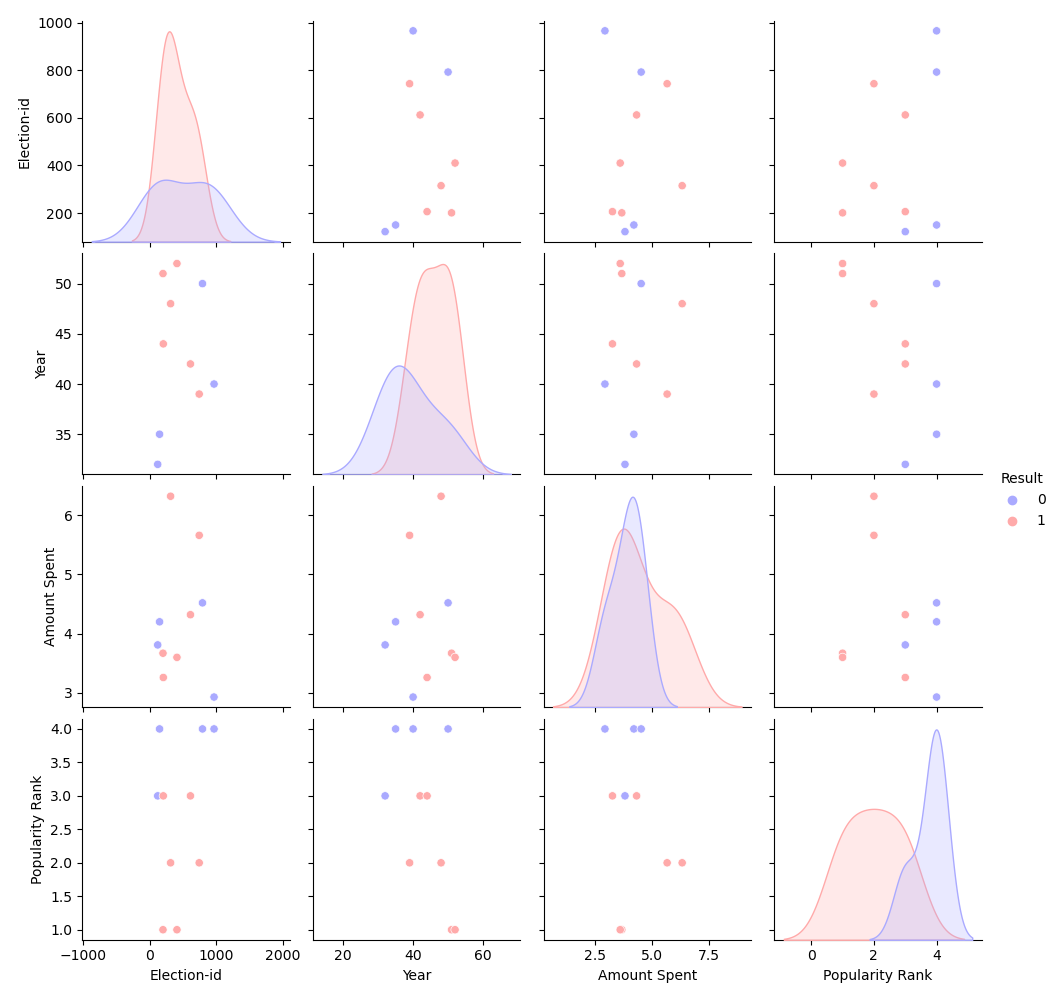 1000
800
600
400
200
Election-id
50
45
40
35
Year
Result
0
1
6
5
4
3
Amount Spent
4.0
3.5
3.0
2.5
2.0
1.5
1.0
Popularity Rank
−1000 0 1000 2000
20 40 60
2.5 5.0 7.5
0 2 4
Election-id
Year
Amount Spent
Popularity Rank